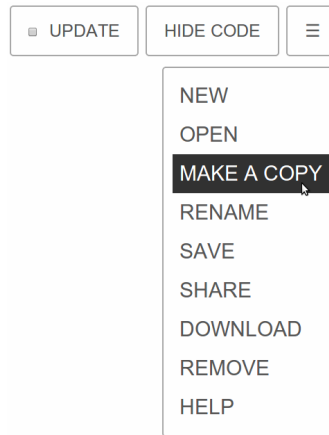 UPDATE HIDE CODE ☰
NEW
OPEN
MAKE A COPY
RENAME
SAVE
SHARE
DOWNLOAD
REMOVE
HELP